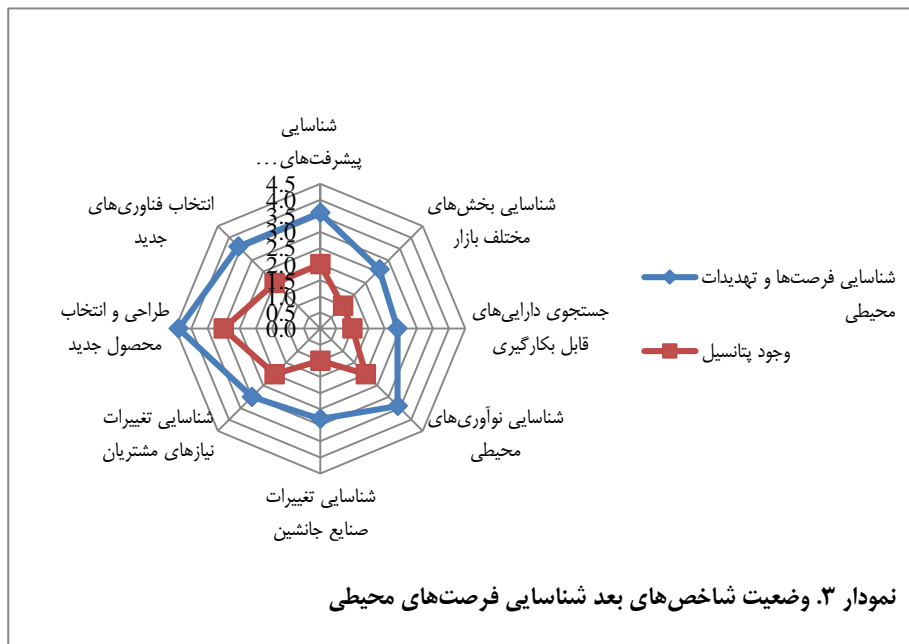 شناسایی
پیشرفت‌های...
شناسایی بخش‌های
مختلف بازار
جستجوی دارایی‌های
قابل بکارگیری
شناسایی نوآوری‌های
محیطی
شناسایی تغییرات
صنایع جانشین
شناسایی تغییرات
نیازهای مشتریان
طراحی و انتخاب
محصول جدید
انتخاب فناوری‌های
جدید
4.5
4.0
3.5
3.0
2.5
2.0
1.5
1.0
0.5
0.0
شناسایی فرصت‌ها و تهدیدات
محیطی
وجود پتانسیل
نمودار ۳. وضعیت شاخص‌های بعد شناسایی فرصت‌های محیطی